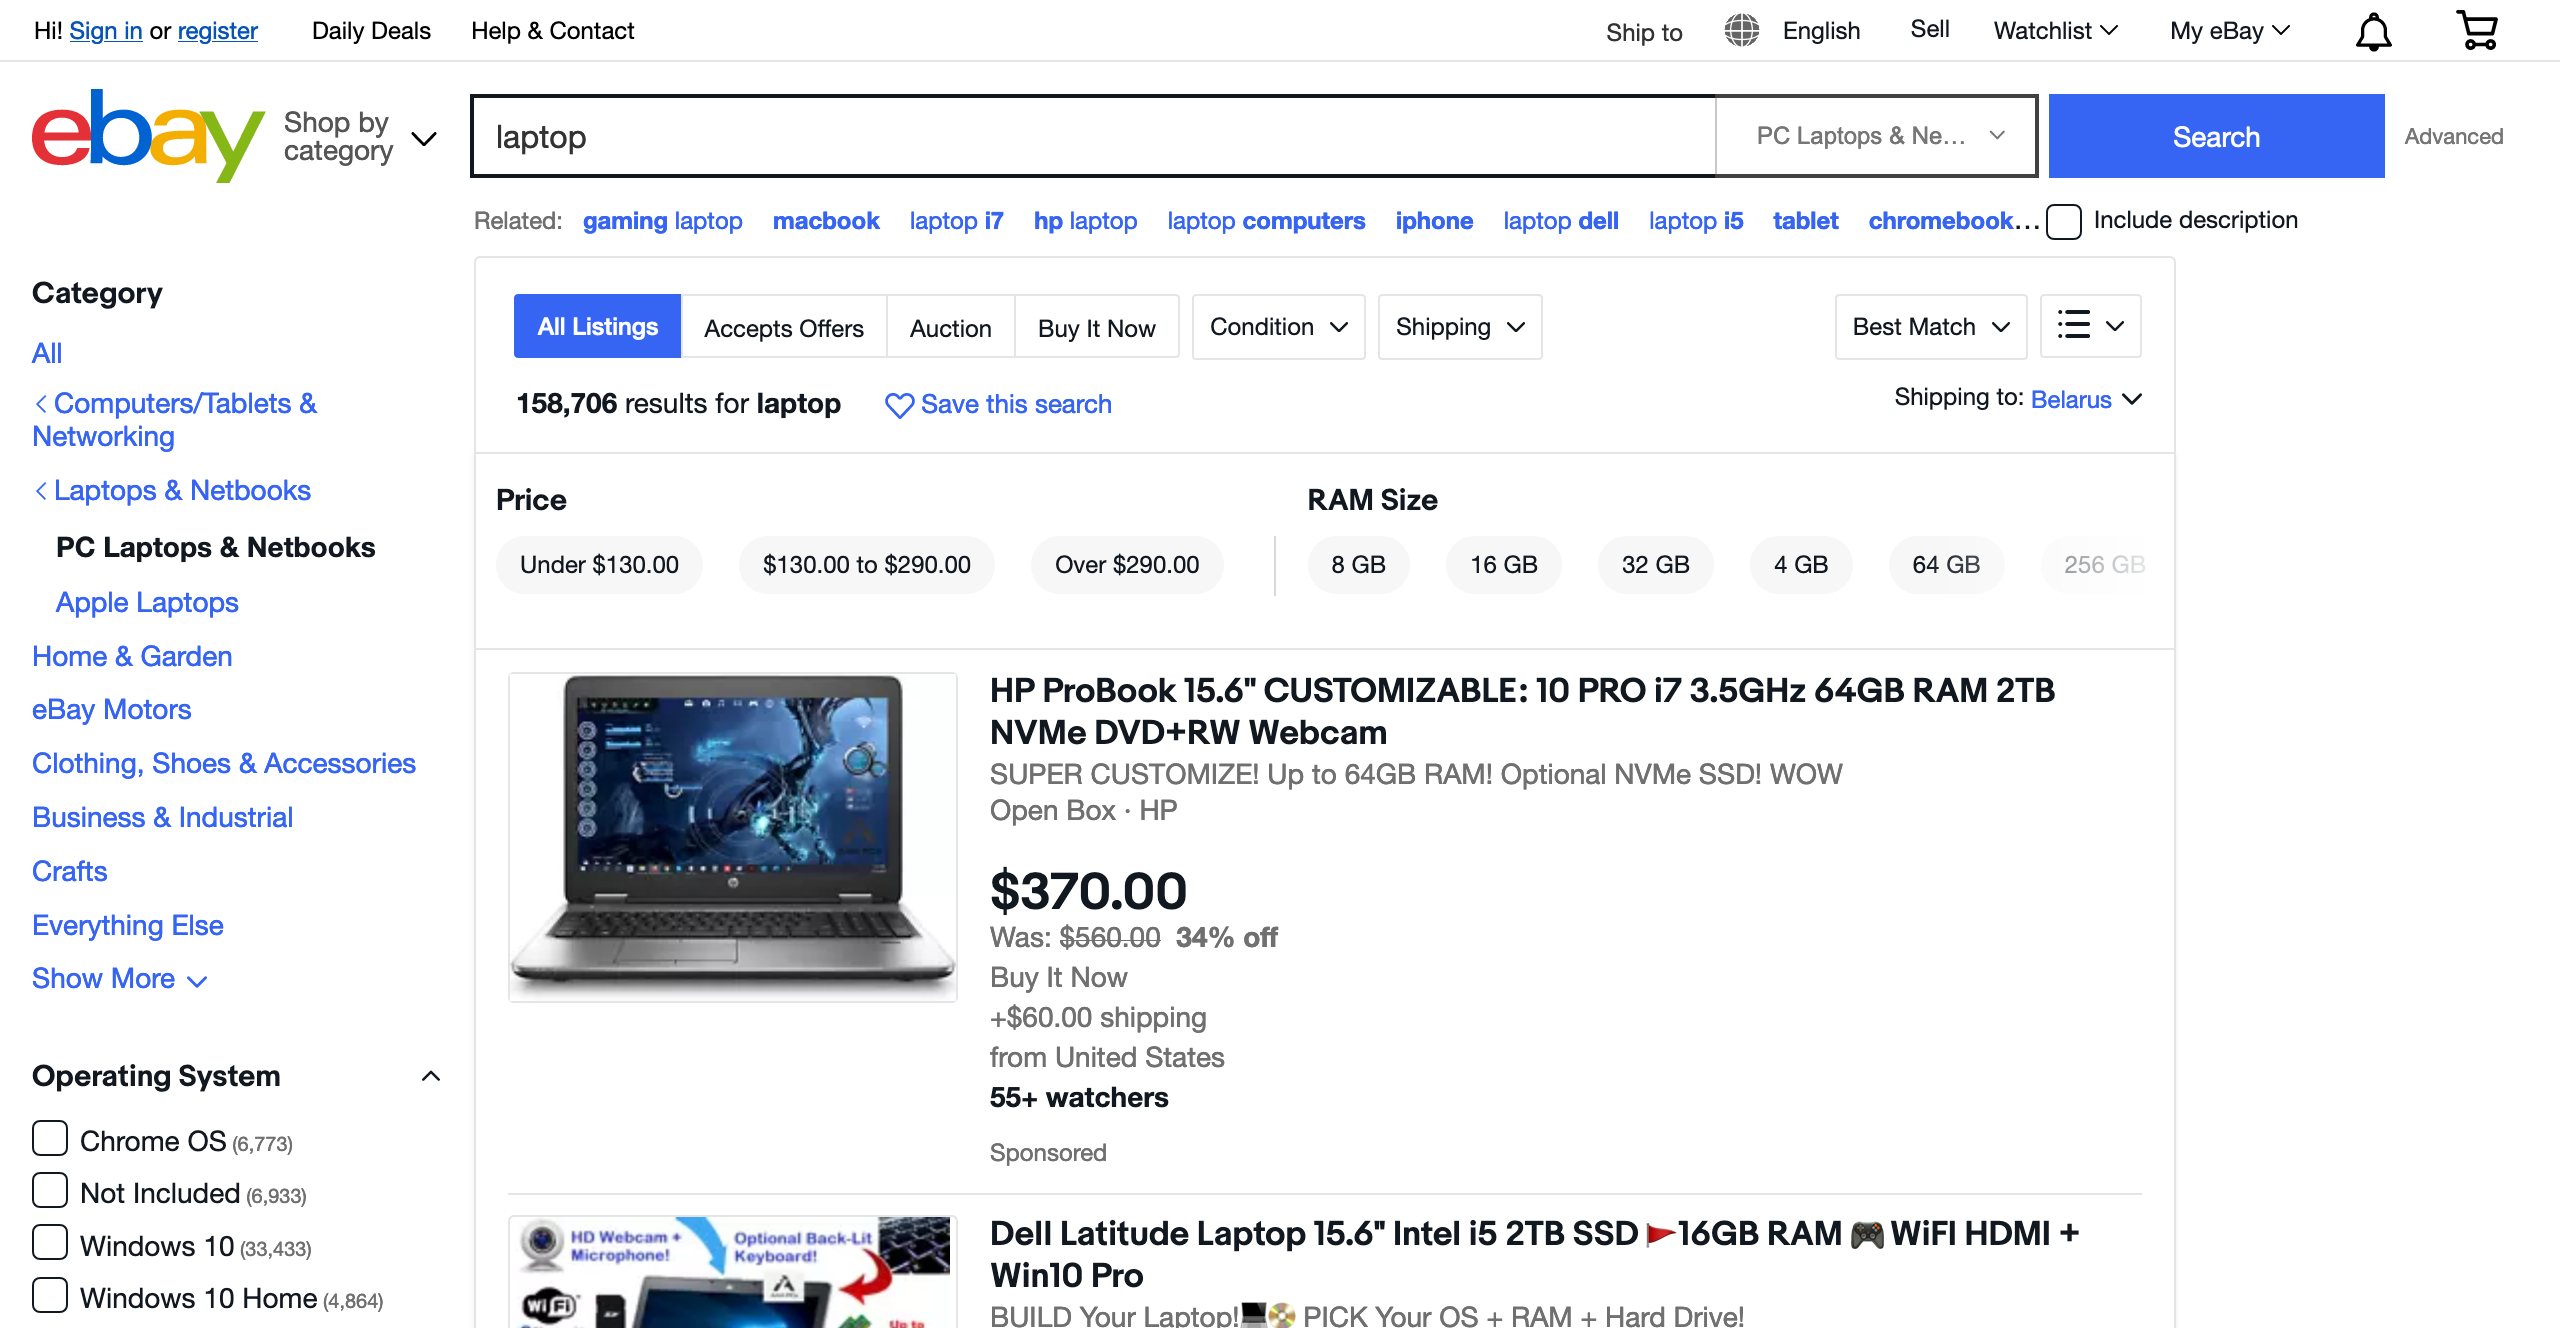 Hi! Sign in or register Daily Deals Help & Contact Ship to English Sell Watchlist My eBay
ebay
Shop by category
laptop
PC Laptops & Ne...
Search
Advanced
Related: gaming laptop macbook laptop i7 hp laptop laptop computers iphone laptop dell laptop i5 tablet chromebook... Include description
Category
All
Computers/Tablets &
Networking
Laptops & Netbooks
PC Laptops & Netbooks
Apple Laptops
Home & Garden
eBay Motors
Clothing, Shoes & Accessories
Business & Industrial
Crafts
Everything Else
Show More
Operating System
Chrome OS (6,773)
Not Included (6,933)
Windows 10 (33,433)
Windows 10 Home (4,864)
All Listings Accepts Offers Auction Buy It Now Condition Shipping Best Match
158,706 results for laptop Save this search
Shipping to: Belarus
Price
Under $130.00 $130.00 to $290.00 Over $290.00
RAM Size
8 GB 16 GB 32 GB 4 GB 64 GB 256 GB
HP ProBook 15.6" CUSTOMIZABLE: 10 PRO i7 3.5GHz 64GB RAM 2TB
NVMe DVD+RW Webcam
SUPER CUSTOMIZE! Up to 64GB RAM! Optional NVMe SSD! WOW
Open Box · HP
$370.00
Was: $560.00 34% off
Buy It Now
+$60.00 shipping
from United States
55+ watchers
Sponsored
HD Webcam +
Microphone!
Optional Back-Lit
Keyboard!
WiFi
Up to
Dell Latitude Laptop 15.6" Intel i5 2TB SSD 🚩16GB RAM 🎮 WiFI HDMI +
Win10 Pro
BUILD Your Laptop!💻📀 PICK Your OS + RAM + Hard Drive!